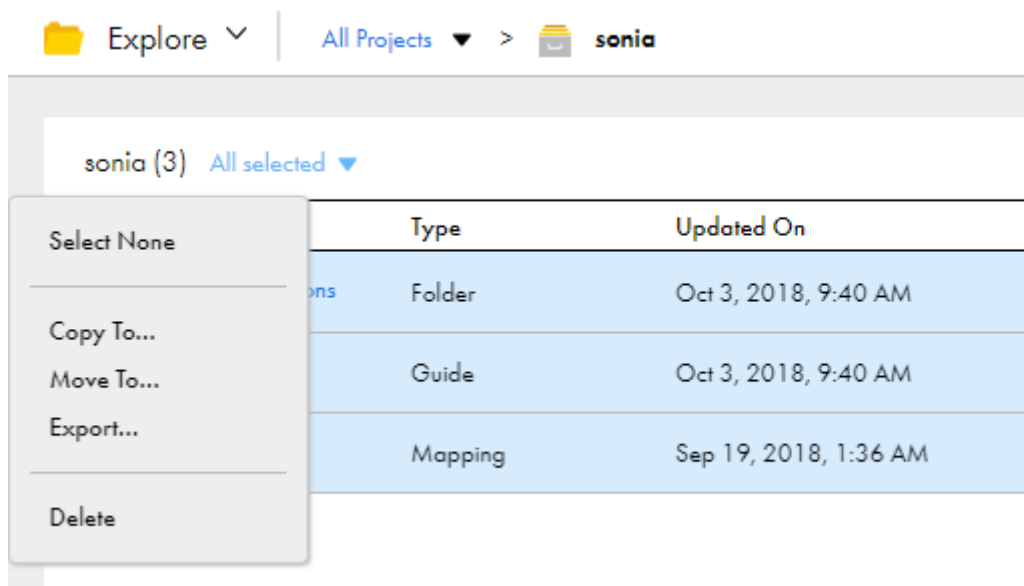 Explore All Projects > sonia
sonia (3) All selected
Select None
Copy To...
Move To...
Export...
Delete
Type Updated On
Folder Oct 3, 2018, 9:40 AM
Guide Oct 3, 2018, 9:40 AM
Mapping Sep 19, 2018, 1:36 AM